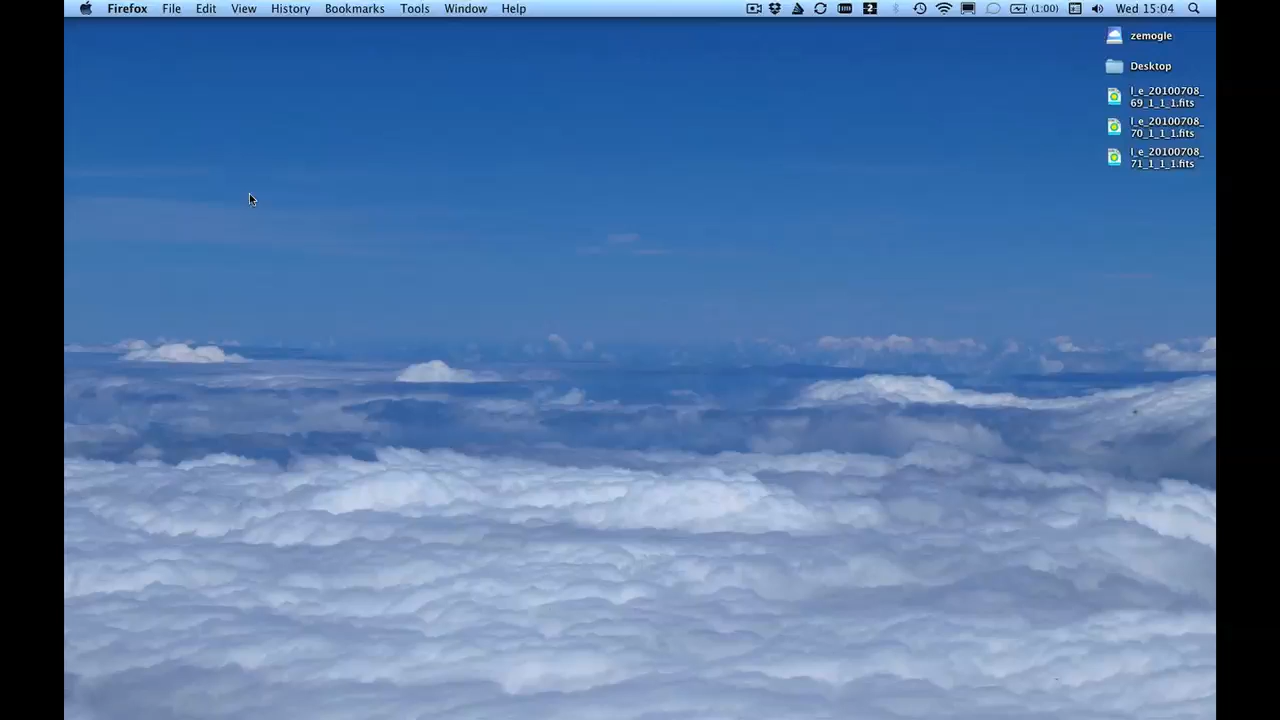 Firefox File Edit View History Bookmarks Tools Window Help 2 (1:00) Wed 15:04
zemogle
Desktop
l_e_20100708_
69_1_1_1.fits
l_e_20100708_
70_1_1_1.fits
l_e_20100708_
71_1_1_1.fits